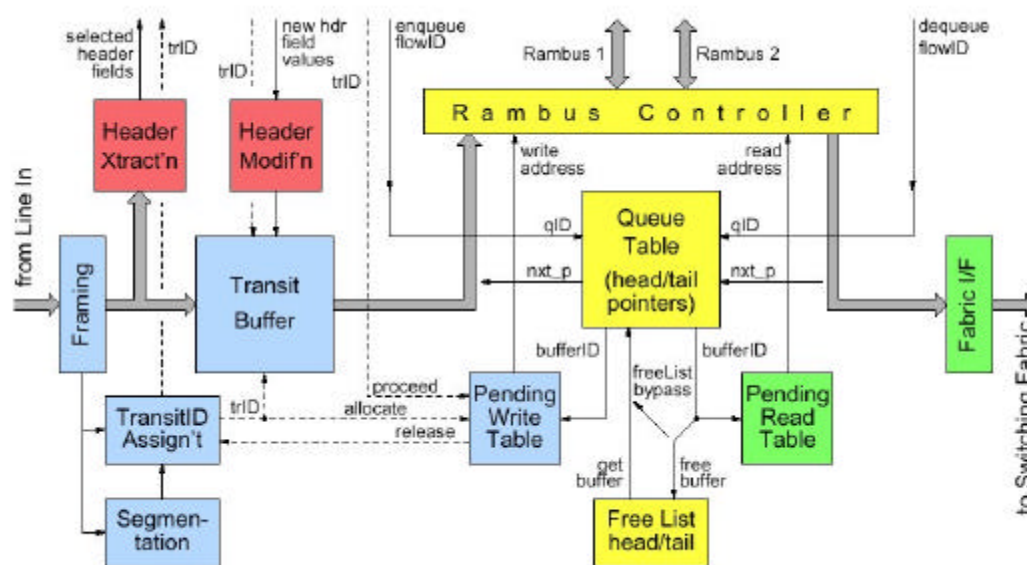 selected
header
fields
trID
trID
new hdr
field
values
trID
enqueue
flowID
Rambus 1
Rambus 2
dequeue
flowID
Header
Xtract'n
Header
Modif'n
Rambus Controller
write
address
read
address
from Line In
Framing
Transit
Buffer
qID
Queue
Table
(head/tail
pointers)
qID
nxt_p
nxt_p
Fabric I/F
to Switching Fabric
bufferID
bufferID
freeList
bypass
proceed
TransitID
Assign't
trID
allocate
release
Pending
Write
Table
Pending
Read
Table
get
buffer
free
buffer
Segmen-
tation
Free List
head/tail